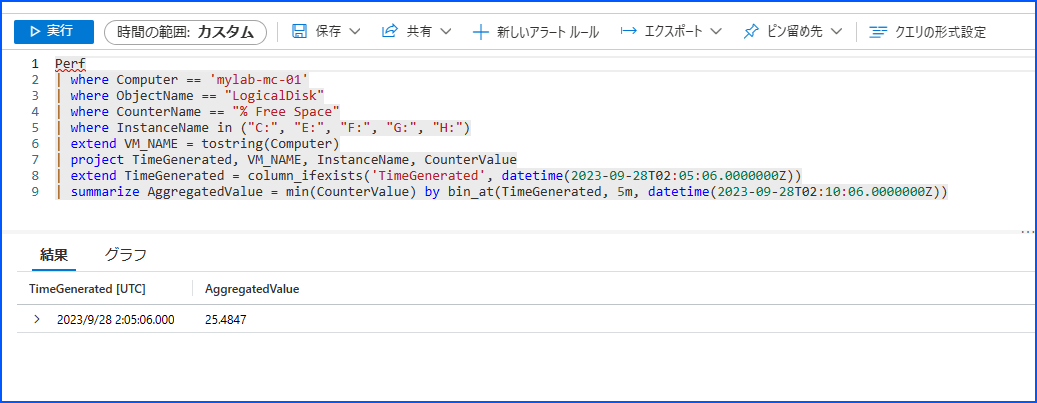 実行 時間の範囲: カスタム 保存 共有 新しいアラート ルール エクスポート ピン留め先 クエリの形式設定
1 Perf
2 | where Computer == 'mylab-mc-01'
3 | where ObjectName == "LogicalDisk"
4 | where CounterName == "% Free Space"
5 | where InstanceName in ("C:", "E:", "F:", "G:", "H:")
6 | extend VM_NAME = tostring(Computer)
7 | project TimeGenerated, VM_NAME, InstanceName, CounterValue
8 | extend TimeGenerated = column_ifexists('TimeGenerated', datetime(2023-09-28T02:05:06.0000000Z))
9 | summarize AggregatedValue = min(CounterValue) by bin_at(TimeGenerated, 5m, datetime(2023-09-28T02:10:06.0000000Z))
結果 グラフ
TimeGenerated [UTC] AggregatedValue
2023/9/28 2:05:06.000 25.4847